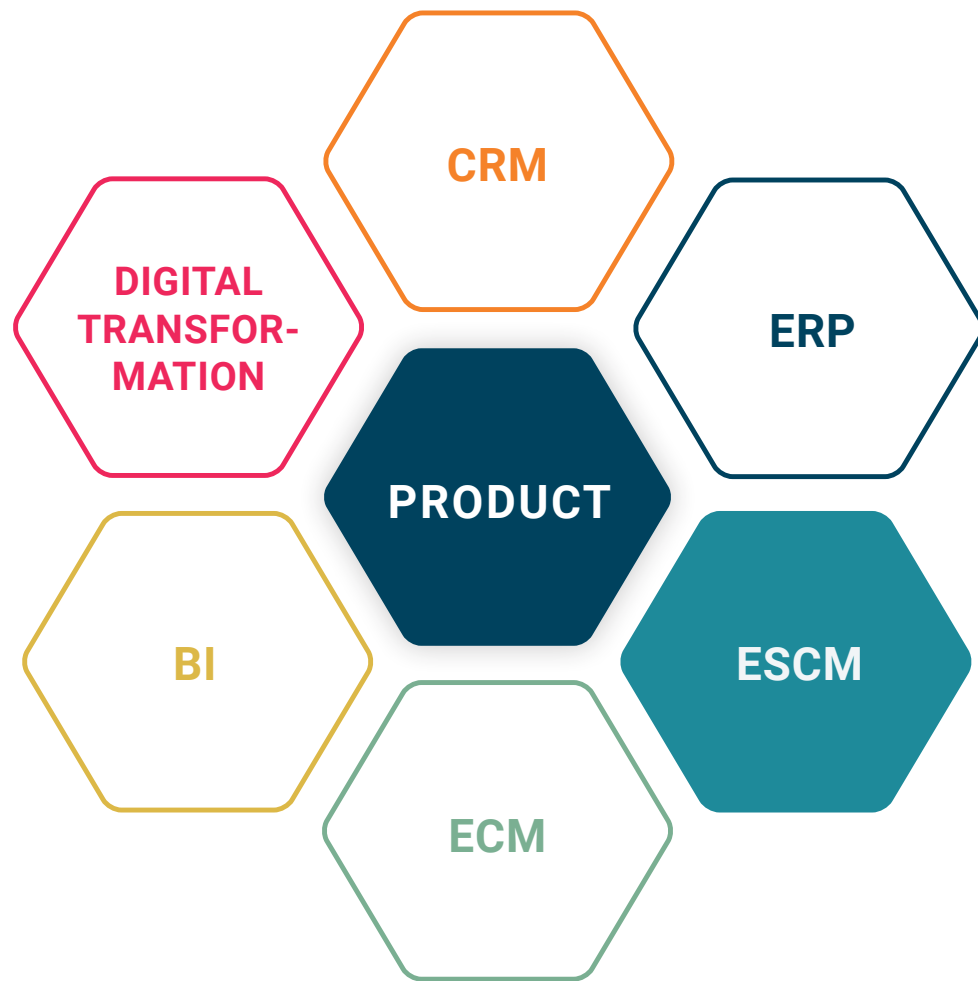 CRM
DIGITAL
TRANSFOR-
MATION
ERP
PRODUCT
BI
ESCM
ECM